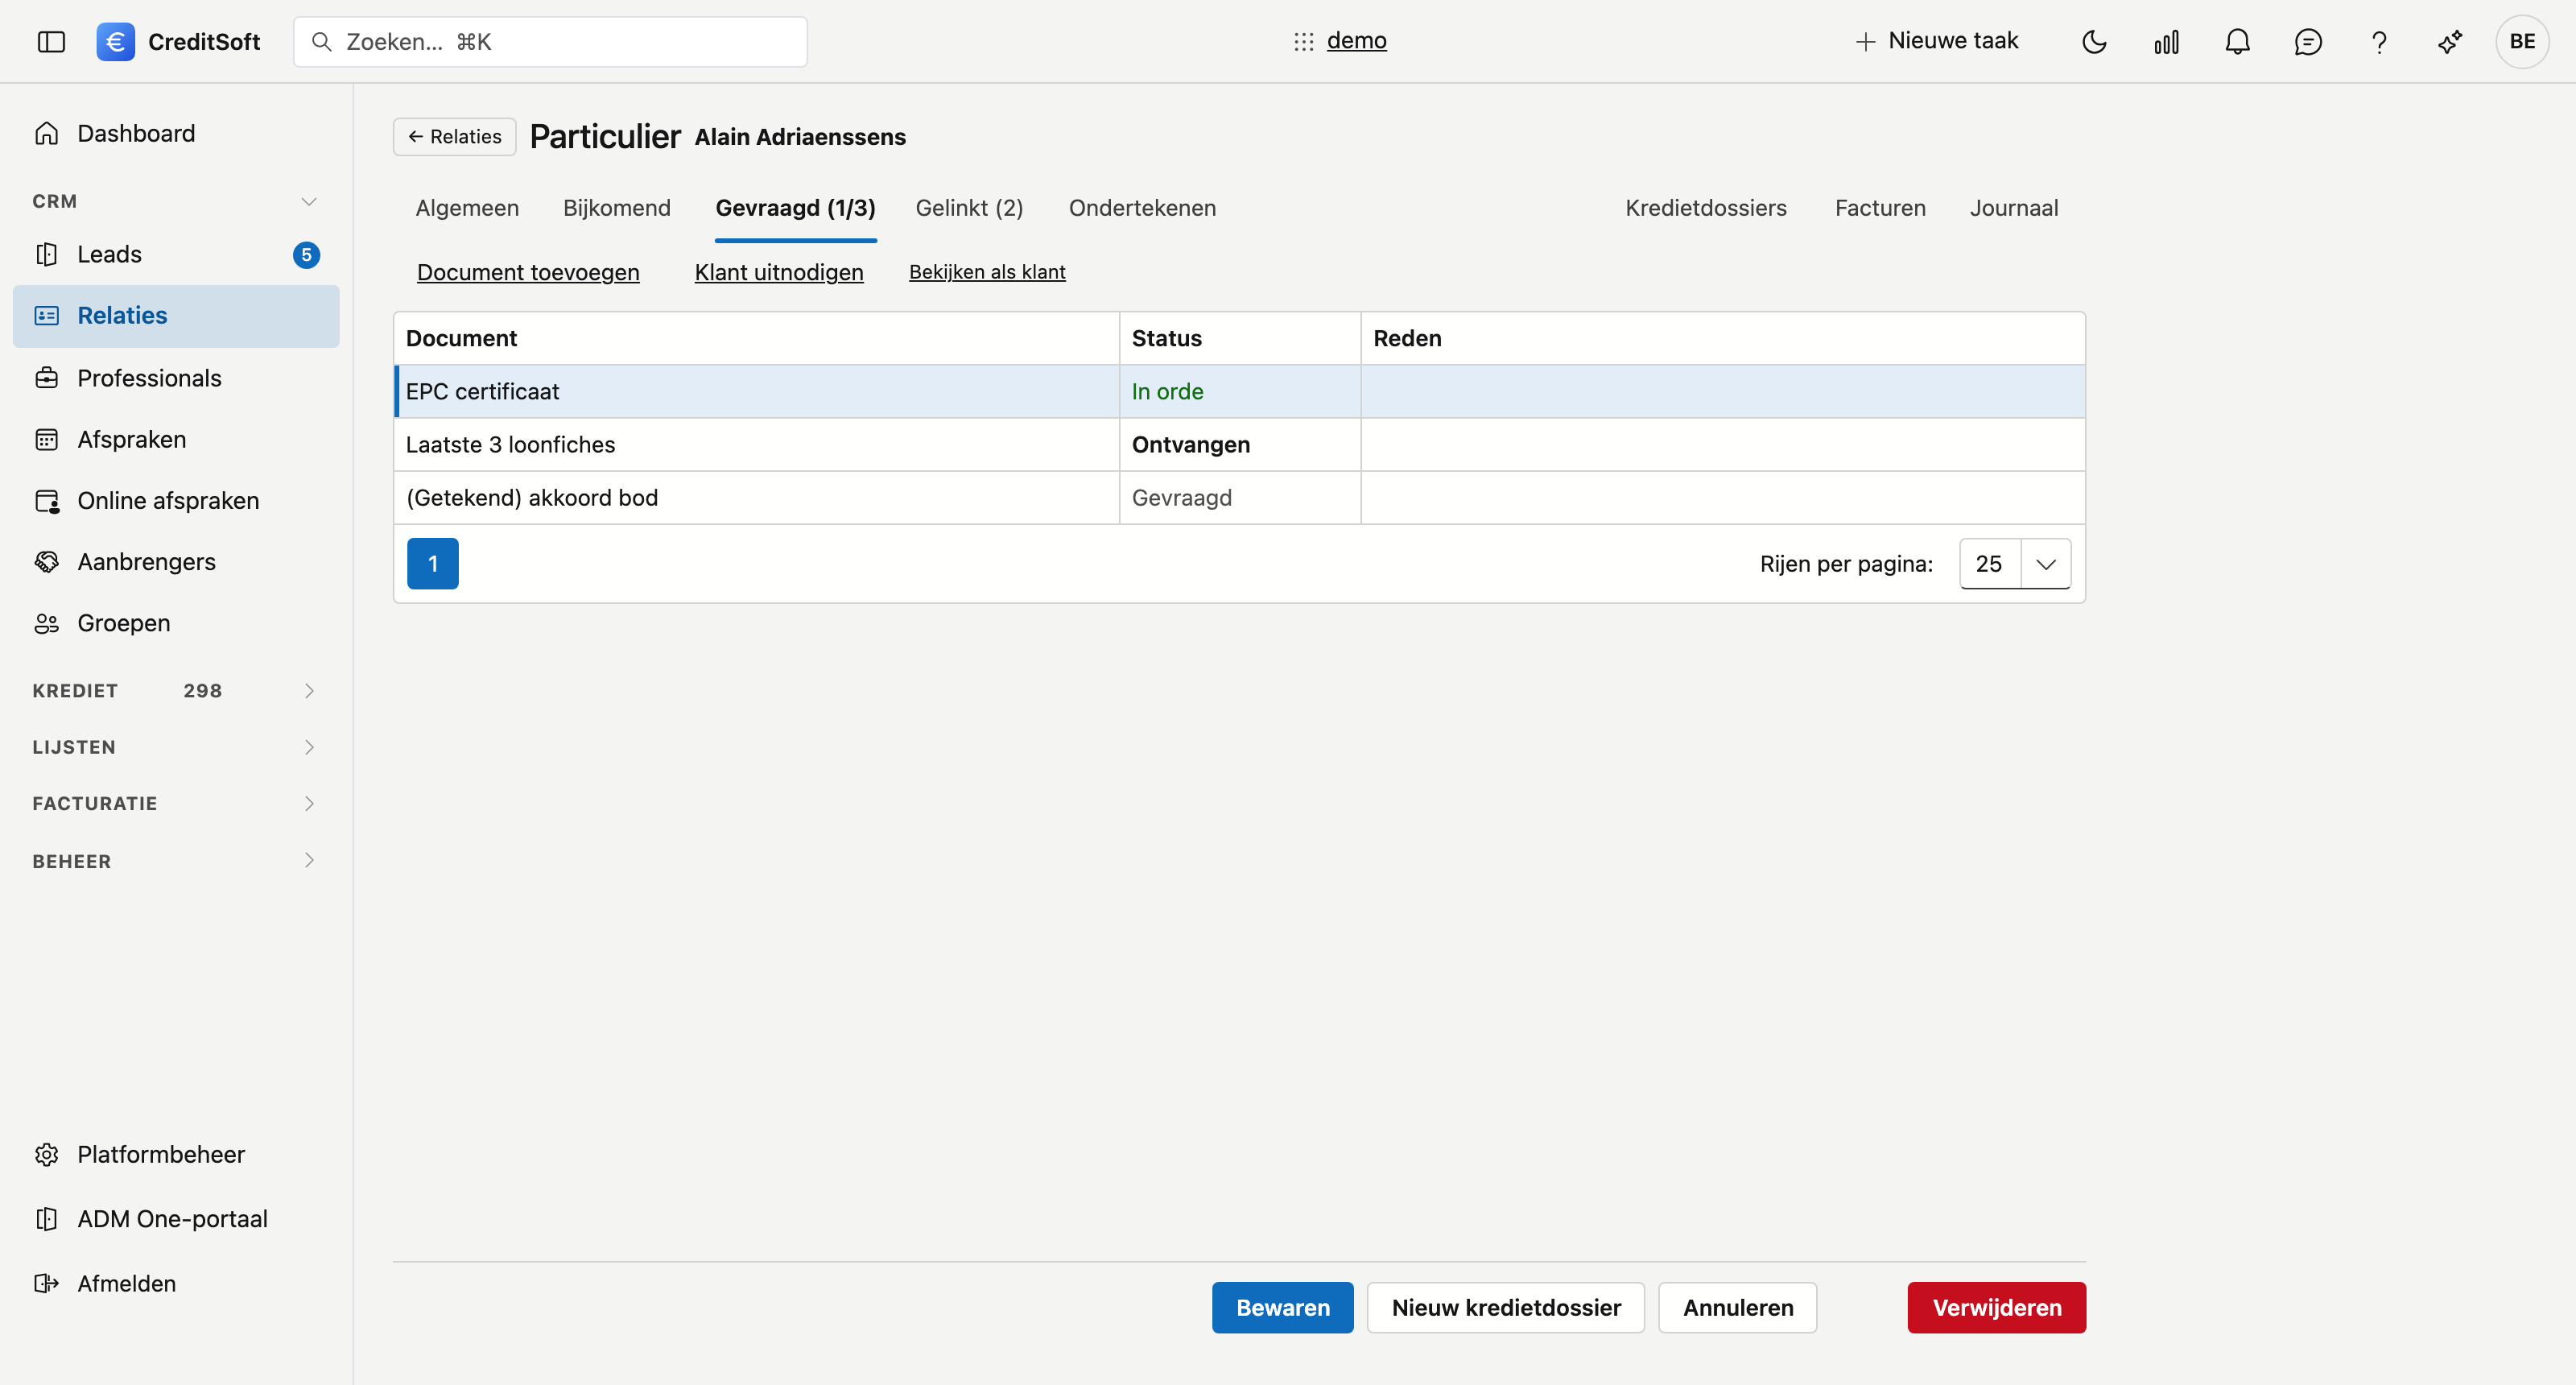 CreditSoft
Zoeken... ⌘K
demo
Nieuwe taak
BE
Dashboard
CRM
Leads 5
Relaties
Professionals
Afspraken
Online afspraken
Aanbrengers
Groepen
KREDIET 298
LIJSTEN
FACTURATIE
BEHEER
Platformbeheer
ADM One-portaal
Afmelden
← Relaties Particulier Alain Adriaenssens
Algemeen Bijkomend Gevraagd (1/3) Gelinkt (2) Ondertekenen Kredietdossiers Facturen Journaal
Document toevoegen Klant uitnodigen Bekijken als klant
Document Status Reden
EPC certificaat In orde
Laatste 3 loonfiches Ontvangen
(Getekend) akkoord bod Gevraagd
1 Rijen per pagina: 25
Bewaren Nieuw kredietdossier Annuleren Verwijderen